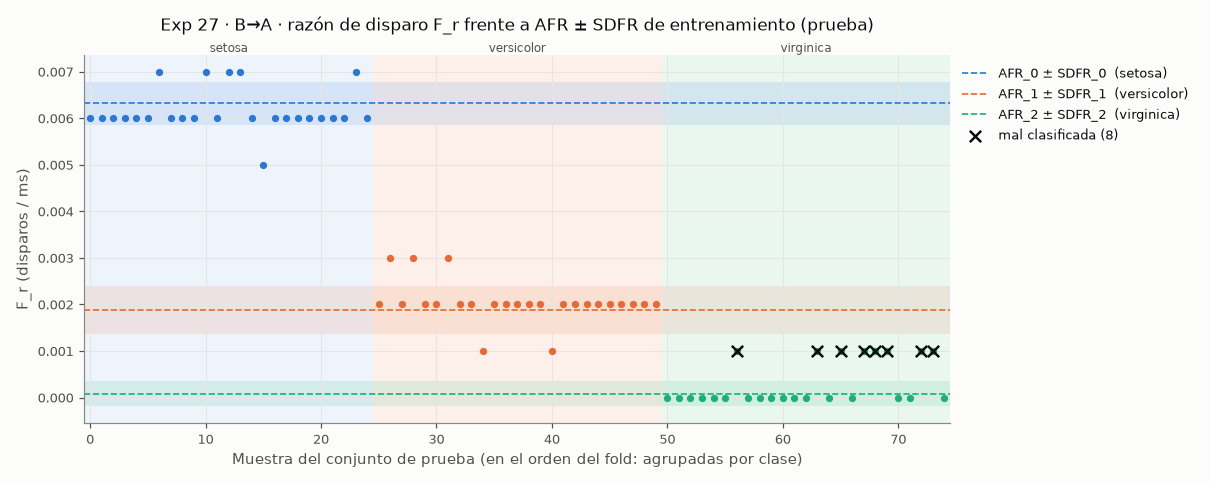 Exp 27 · B→A · razón de disparo F_r frente a AFR ± SDFR de entrenamiento (prueba)
setosa versicolor virginica
0.007
0.006
0.005
0.004
0.003
0.002
0.001
0.000
F_r (disparos / ms)
0 10 20 30 40 50 60 70
Muestra del conjunto de prueba (en el orden del fold: agrupadas por clase)
AFR_0 ± SDFR_0 (setosa)
AFR_1 ± SDFR_1 (versicolor)
AFR_2 ± SDFR_2 (virginica)
mal clasificada (8)